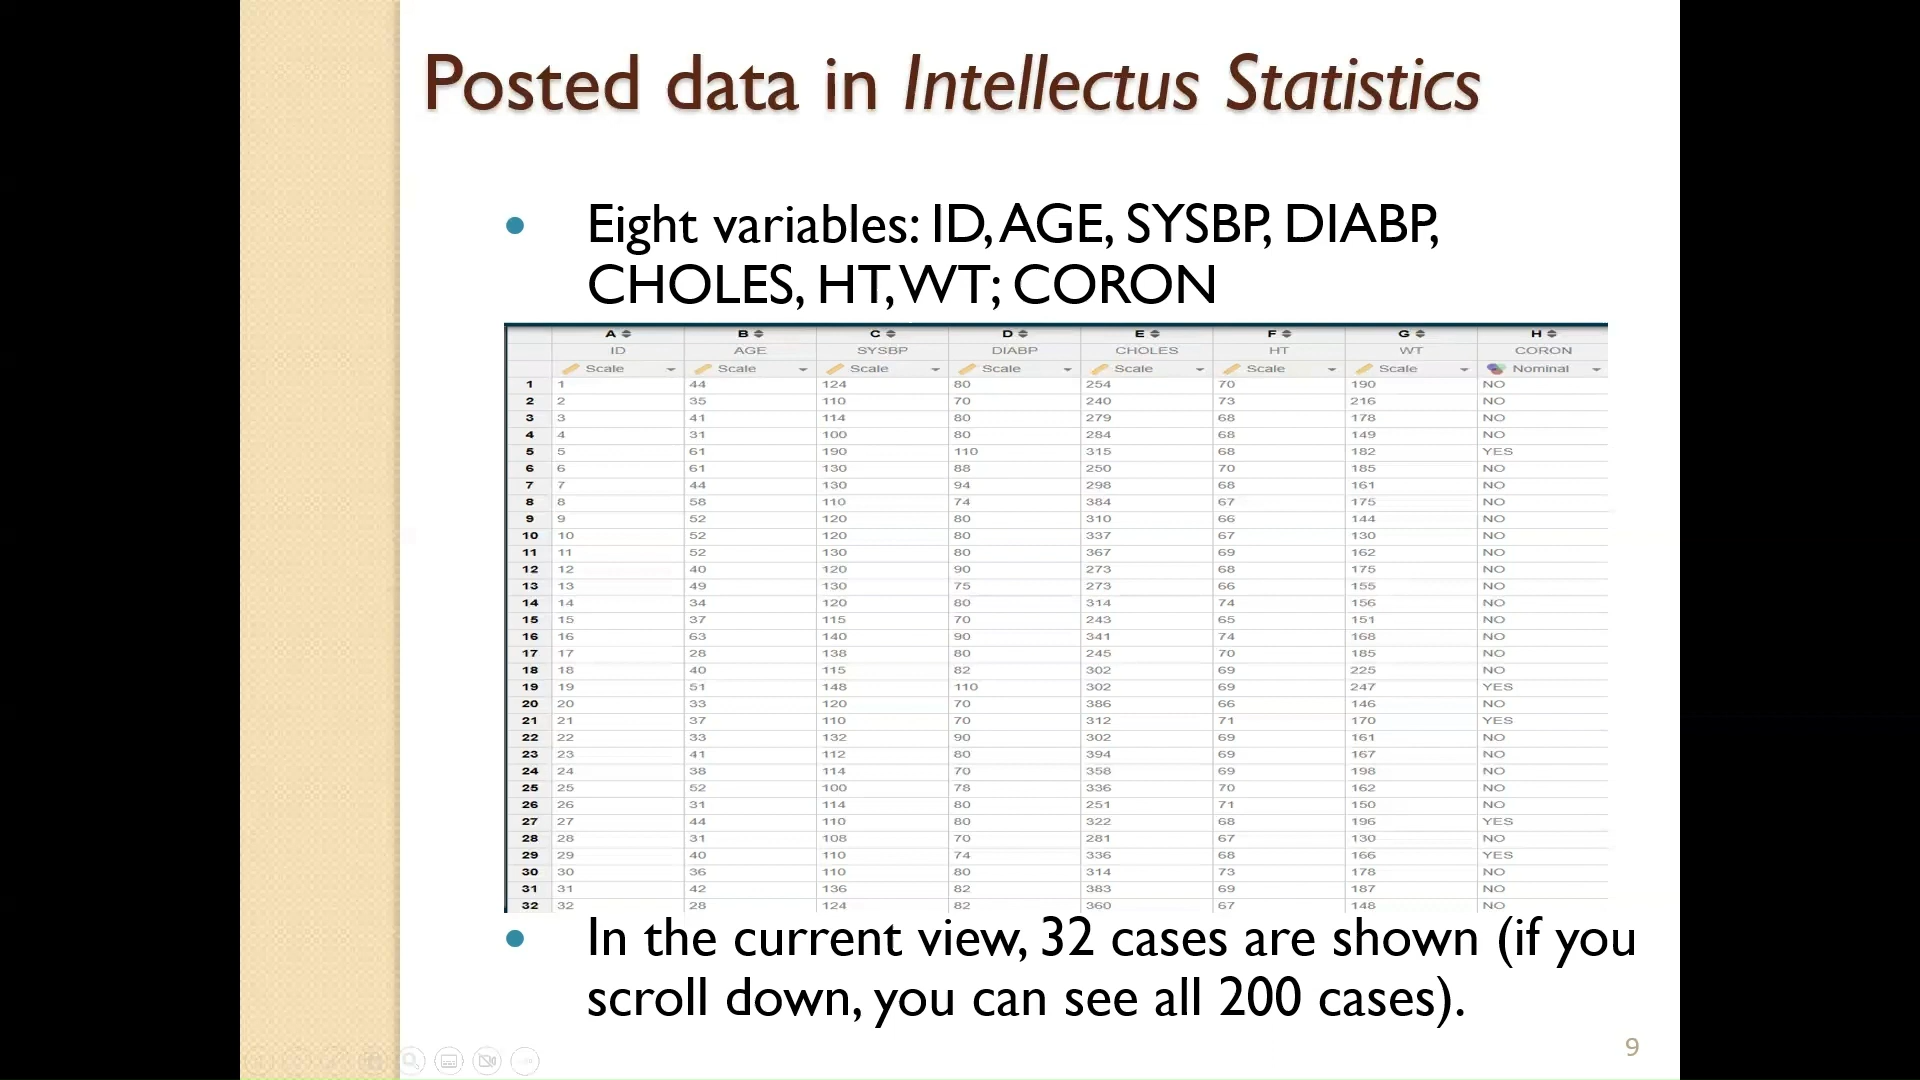 Posted data in Intellectus Statistics
Eight variables: ID, AGE, SYSBP, DIABP,
CHOLES, HT, WT; CORON
A B C D E F G H
ID AGE SYSBP DIABP CHOLES HT WT CORON
Scale Scale Scale Scale Scale Scale Scale Nominal
1 1 44 124 80 254 70 190 NO
2 2 35 110 70 240 73 216 NO
3 3 41 114 80 279 68 178 NO
4 4 31 100 80 284 68 149 NO
5 5 61 190 110 315 68 182 YES
6 6 61 130 88 250 70 185 NO
7 7 44 130 94 298 68 161 NO
8 8 58 110 74 384 67 175 NO
9 9 52 120 80 310 66 144 NO
10 10 52 120 80 337 67 130 NO
11 11 52 130 80 367 69 162 NO
12 12 40 120 90 273 68 175 NO
13 13 49 130 75 273 66 155 NO
14 14 34 120 80 314 74 156 NO
15 15 37 115 70 243 65 151 NO
16 16 63 140 90 341 74 168 NO
17 17 28 138 80 245 70 185 NO
18 18 40 115 82 302 69 225 NO
19 19 51 148 110 302 69 247 YES
20 20 33 120 70 386 66 146 NO
21 21 37 110 70 312 71 170 YES
22 22 33 132 90 302 69 161 NO
23 23 41 112 80 394 69 167 NO
24 24 38 114 70 358 69 198 NO
25 25 52 100 78 336 70 162 NO
26 26 31 114 80 251 71 150 NO
27 27 44 110 80 322 68 196 YES
28 28 31 108 70 281 67 130 NO
29 29 40 110 74 336 68 166 YES
30 30 36 110 80 314 73 178 NO
31 31 42 136 82 383 69 187 NO
32 32 28 124 82 360 67 148 NO
In the current view, 32 cases are shown (if you
scroll down, you can see all 200 cases).
9